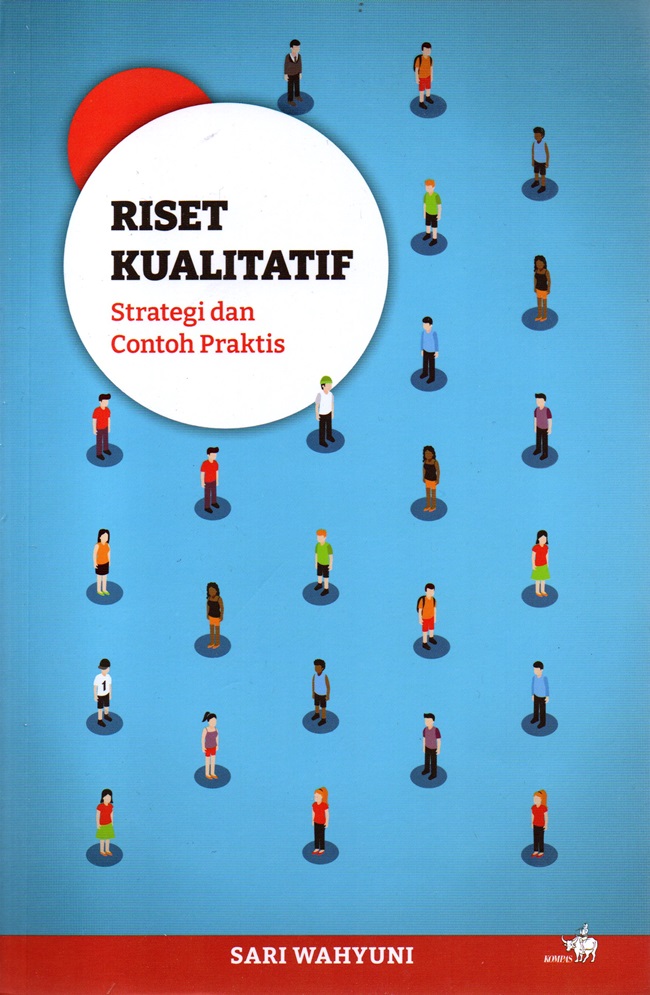 RISET
KUALITATIF
Strategi dan
Contoh Praktis
1
SARI WAHYUNI
KOMPAS